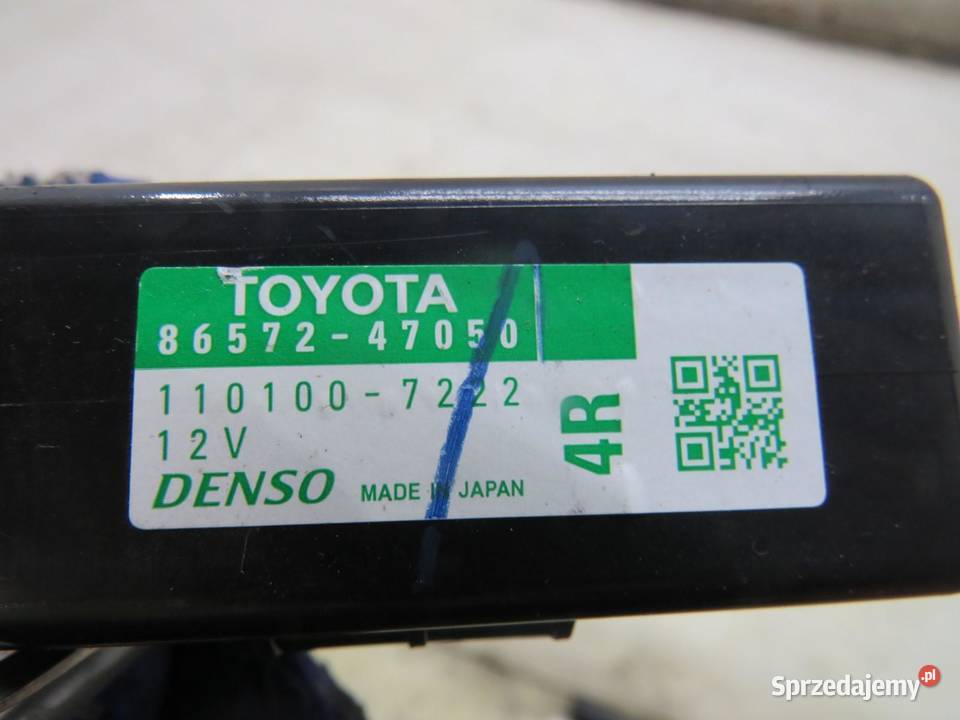 TOYOTA
86572-47050
110100-7222
12V
4R
DENSO MADE IN JAPAN
Sprzedajemy.pl